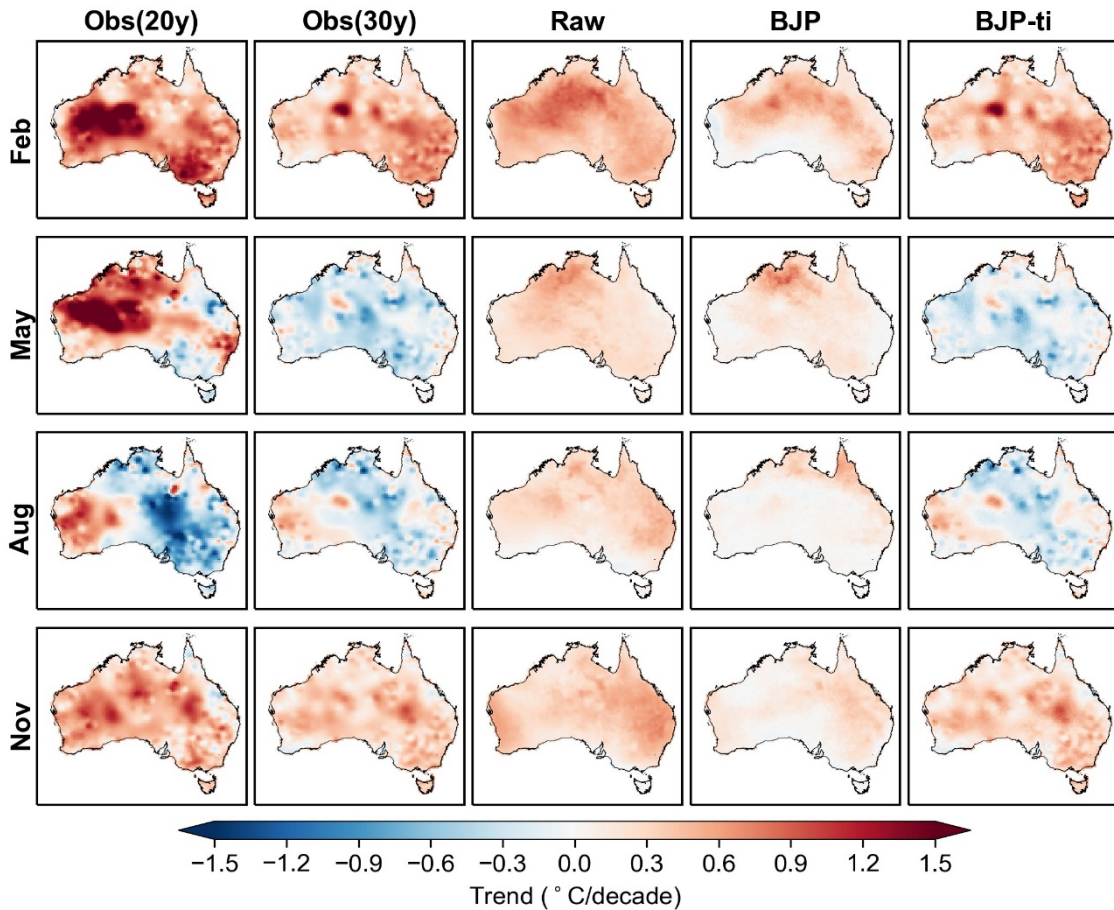 Obs(20y) Obs(30y) Raw BJP BJP-ti
Feb
May
Aug
Nov
−1.5 −1.2 −0.9 −0.6 −0.3 0.0 0.3 0.6 0.9 1.2 1.5
Trend ( °C/decade)